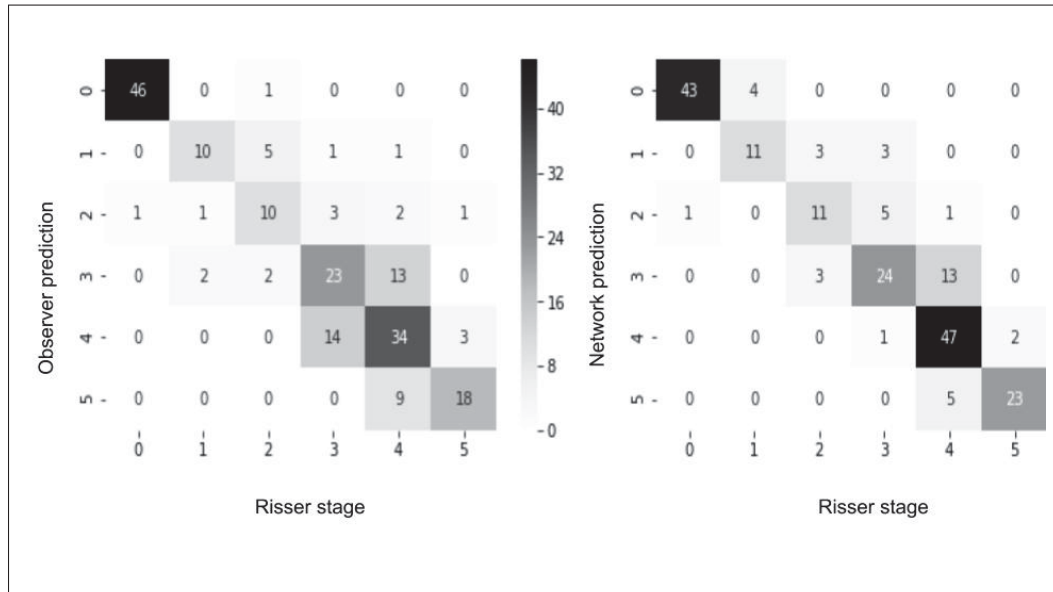 Observer prediction
0 46 0 1 0 0 0
1 0 10 5 1 1 0
2 1 1 10 3 2 1
3 0 2 2 23 13 0
4 0 0 0 14 34 3
5 0 0 0 0 9 18
0 1 2 3 4 5
Risser stage
40
32
24
16
8
0
Network prediction
0 43 4 0 0 0 0
1 0 11 3 3 0 0
2 1 0 11 5 1 0
3 0 0 3 24 13 0
4 0 0 0 1 47 2
5 0 0 0 0 5 23
0 1 2 3 4 5
Risser stage